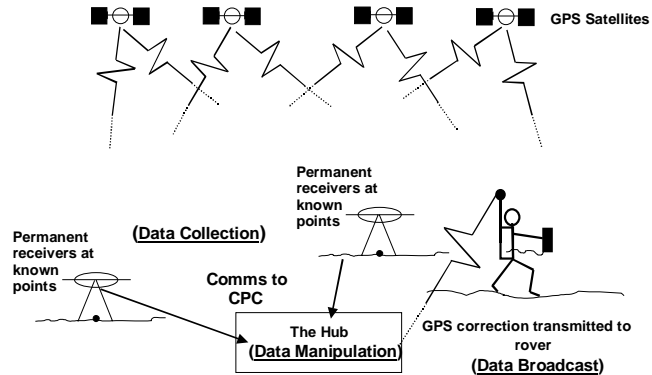 GPS Satellites
Permanent
receivers at
known
points
(Data Collection)
Permanent
receivers at
known
points
Comms to
CPC
The Hub
(Data Manipulation)
GPS correction transmitted to
rover
(Data Broadcast)